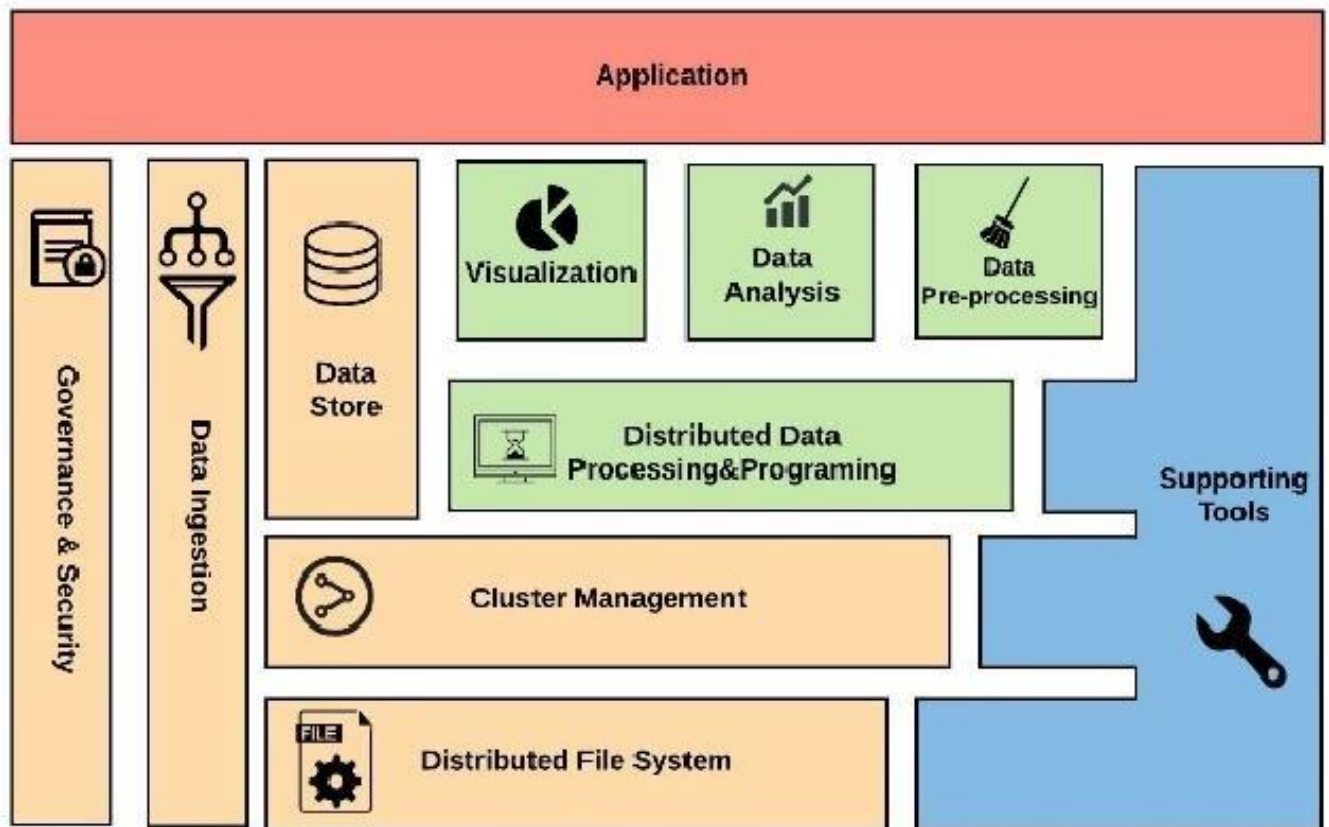 Application
Governance & Security
Data Ingestion
Data
Store
Visualization
Data
Analysis
Data
Pre-processing
Distributed Data
Processing&Programing
Supporting
Tools
Cluster Management
FILE
Distributed File System